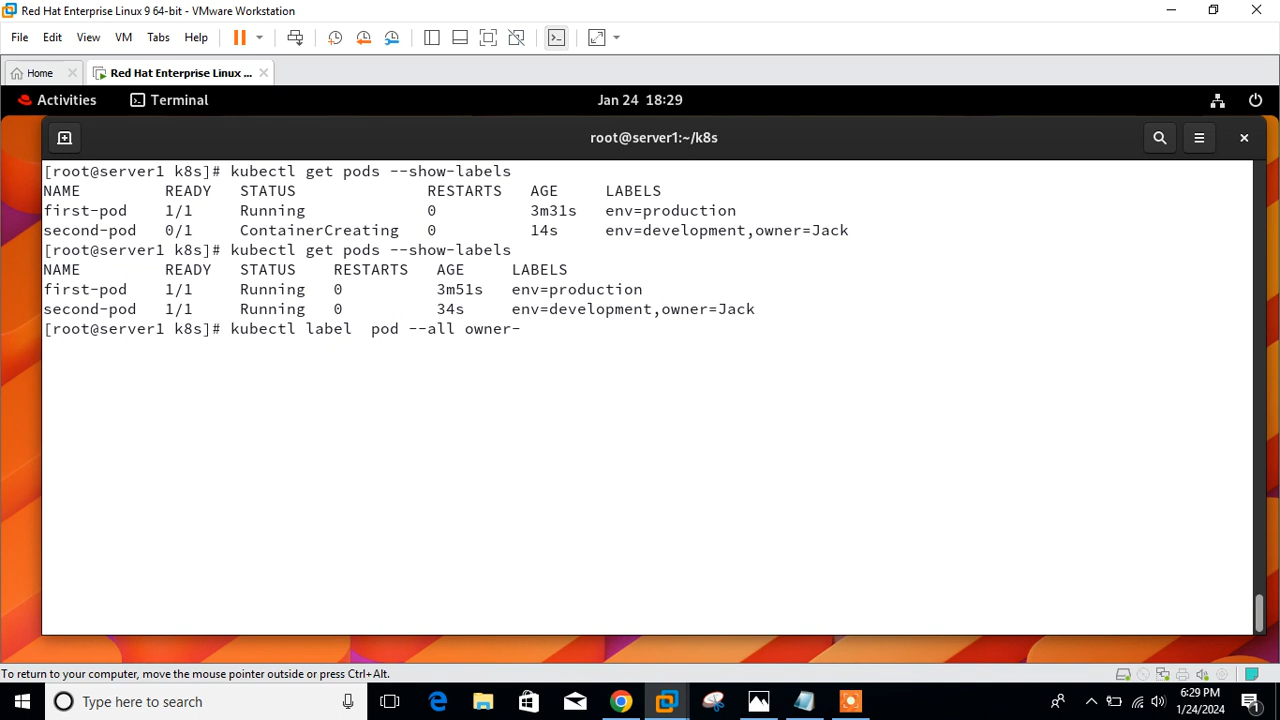 Red Hat Enterprise Linux 9 64-bit - VMware Workstation
File Edit View VM Tabs Help
Home Red Hat Enterprise Linux ...
Activities Terminal Jan 24 18:29
root@server1:~/k8s
[root@server1 k8s]# kubectl get pods --show-labels
NAME READY STATUS RESTARTS AGE LABELS
first-pod 1/1 Running 0 3m31s env=production
second-pod 0/1 ContainerCreating 0 14s env=development,owner=Jack
[root@server1 k8s]# kubectl get pods --show-labels
NAME READY STATUS RESTARTS AGE LABELS
first-pod 1/1 Running 0 3m51s env=production
second-pod 1/1 Running 0 34s env=development,owner=Jack
[root@server1 k8s]# kubectl label  pod --all owner-
To return to your computer, move the mouse pointer outside or press Ctrl+Alt.
Type here to search
6:29 PM
1/24/2024
1